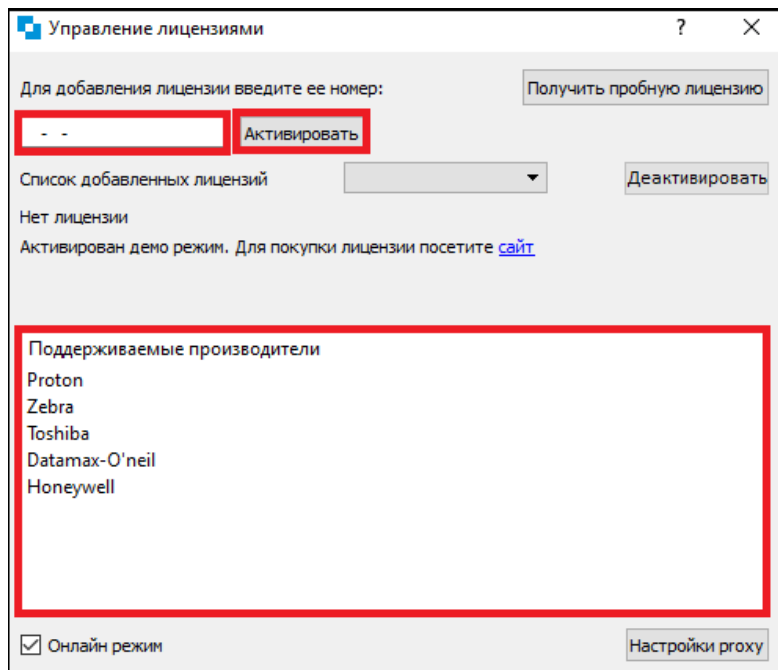 Управление лицензиями
Для добавления лицензии введите ее номер: Получить пробную лицензию
- - Активировать
Список добавленных лицензий Деактивировать
Нет лицензии
Активирован демо режим. Для покупки лицензии посетите сайт
Поддерживаемые производители
Proton
Zebra
Toshiba
Datamax-O'neil
Honeywell
Онлайн режим Настройки proxy